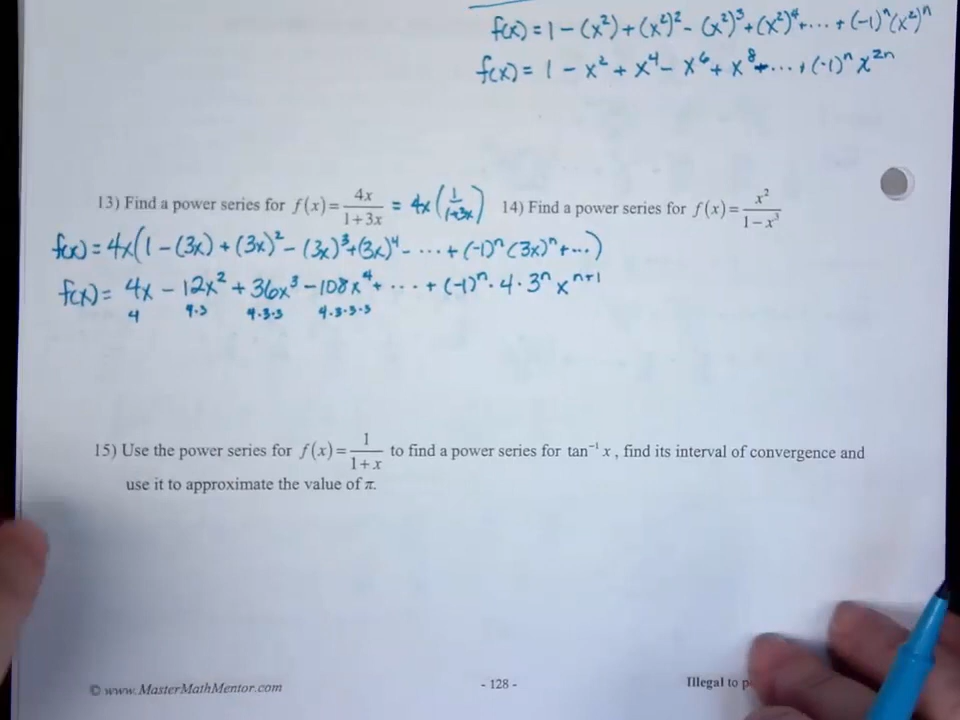 f(x) = 1 - (x²) + (x²)² - (x²)³ + (x²)⁴ + ... + (-1)ⁿ(x²)ⁿ
f(x) = 1 - x² + x⁴ - x⁶ + x⁸ + ... + (-1)ⁿ x²ⁿ
13) Find a power series for f(x) = 4x/(1+3x) = 4x(1/(1+3x))
14) Find a power series for f(x) = x²/(1-x³)
f(x) = 4x(1 - (3x) + (3x)² - (3x)³ + (3x)⁴ - ... + (-1)ⁿ(3x)ⁿ + ...)
f(x) = 4x - 12x² + 36x³ - 108x⁴ + ... + (-1)ⁿ · 4 · 3ⁿ xⁿ⁺¹
4 4·3 4·3·3 4·3·3·3
15) Use the power series for f(x) = 1/(1+x) to find a power series for tan⁻¹ x, find its interval of convergence and
use it to approximate the value of π.
© www.MasterMathMentor.com - 128 - Illegal to